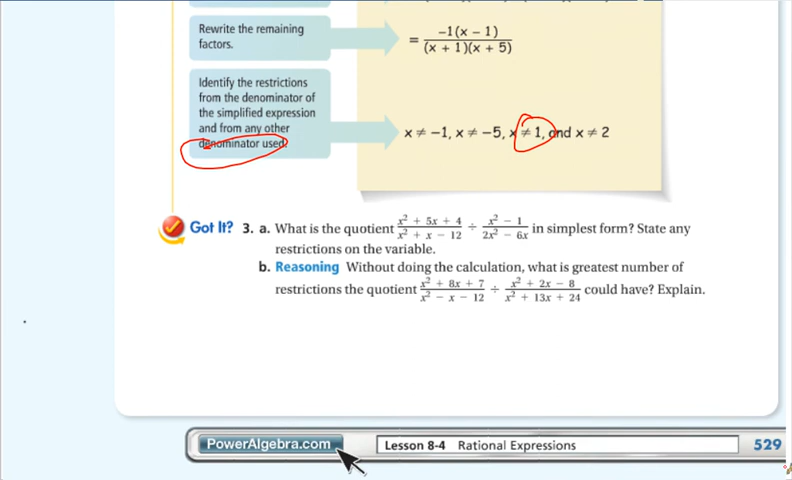 Rewrite the remaining
factors.
= −1(x − 1) / (x + 1)(x + 5)
Identify the restrictions
from the denominator of
the simplified expression
and from any other
denominator used.
x ≠ −1, x ≠ −5, x ≠ 1, and x ≠ 2
Got It? 3. a. What is the quotient x² + 5x + 4 / x² + x − 12 ÷ x² − 1 / 2x² − 6x in simplest form? State any
restrictions on the variable.
b. Reasoning Without doing the calculation, what is greatest number of
restrictions the quotient x² + 8x + 7 / x² − x − 12 ÷ x² + 2x − 8 / x² + 13x + 24 could have? Explain.
PowerAlgebra.com
Lesson 8-4 Rational Expressions
529